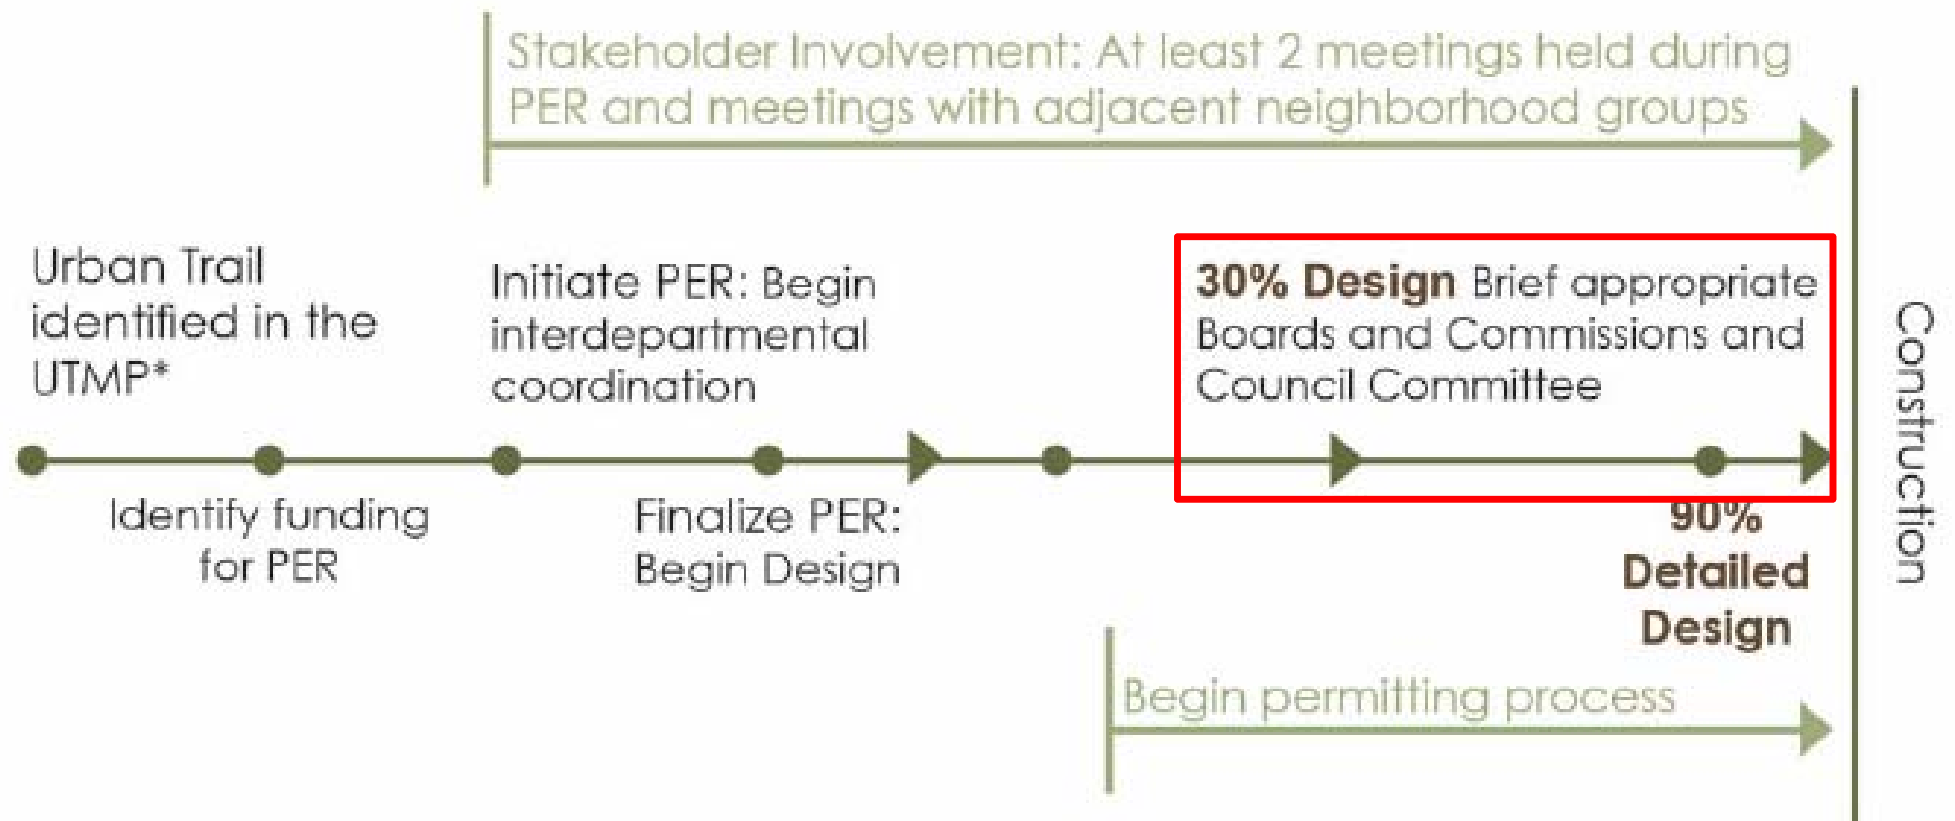 Stakeholder Involvement: At least 2 meetings held during
PER and meetings with adjacent neighborhood groups
Urban Trail
identified in the
UTMP*
Initiate PER: Begin
interdepartmental
coordination
30% Design Brief appropriate
Boards and Commissions and
Council Committee
Construction
Identify funding
for PER
Finalize PER:
Begin Design
90%
Detailed
Design
Begin permitting process